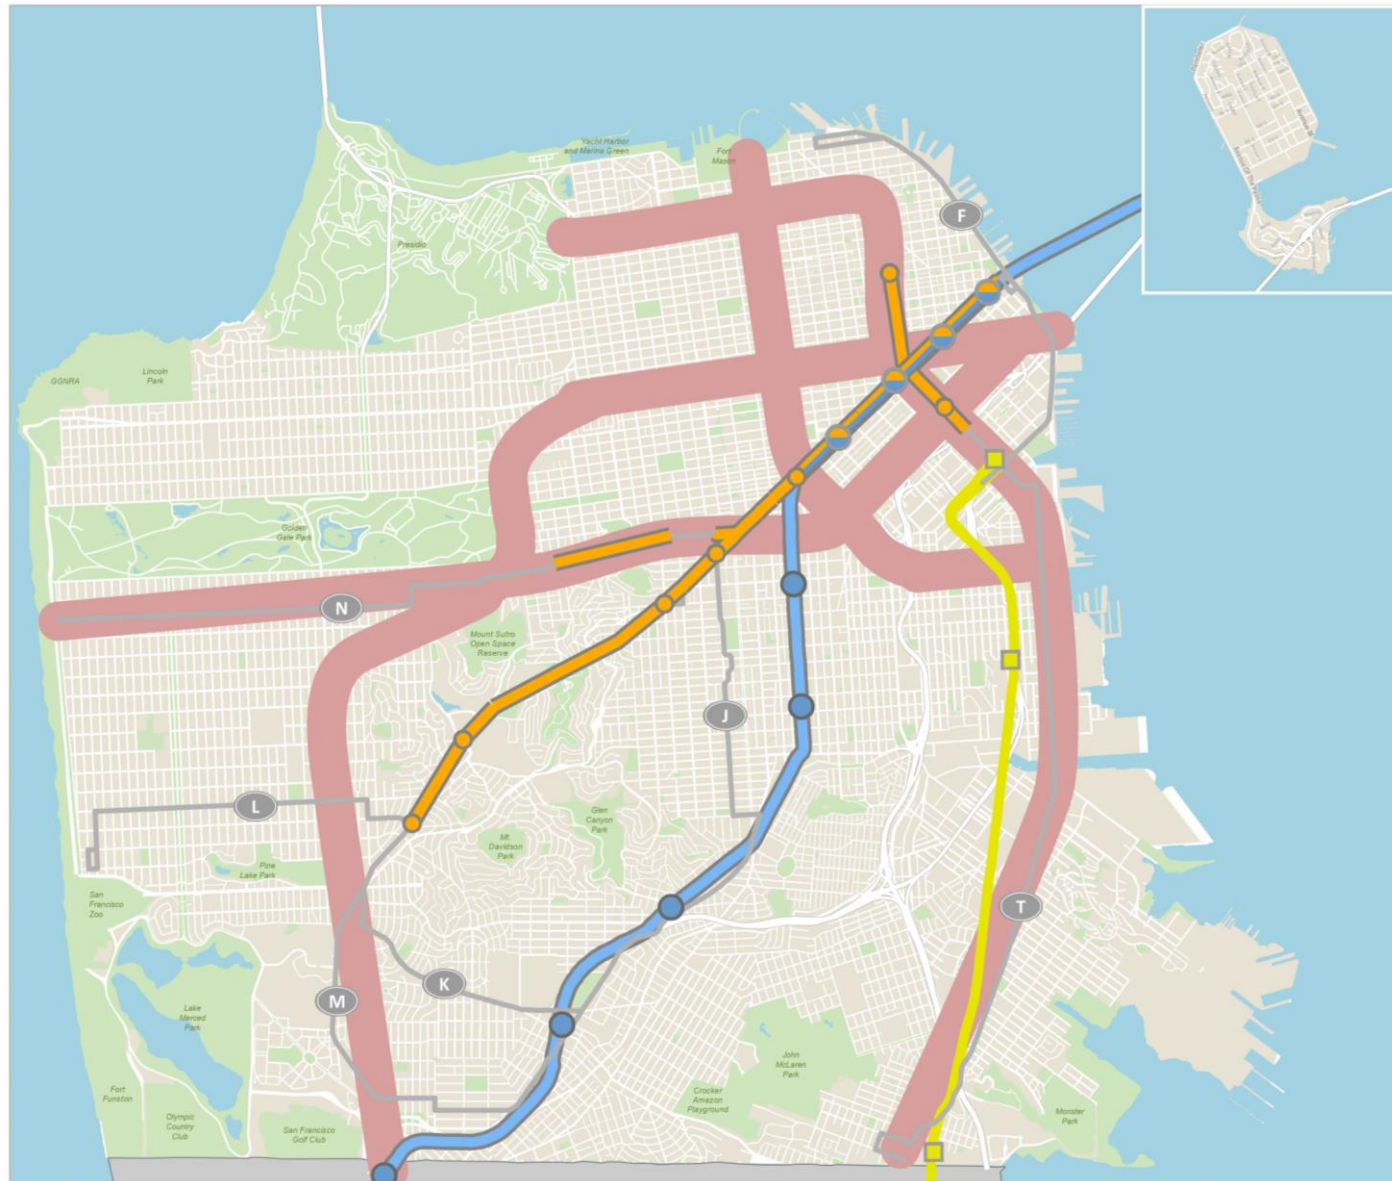 Yacht Harbor
and Marina Green
Fort
Mason
F
Presidio
Lincoln
Park
GGNRA
Golden
Gate Park
N
Mount Sutro
Open Space
Reserve
J
L
Glen
Canyon
Park
Mt.
Davidson
Park
Pine
Lake Park
San
Francisco
Zoo
T
K
M
Lake
Merced
Park
John
McLaren
Park
Crocker
Amazon
Playground
Fort
Funston
Olympic
Country
Club
San Francisco
Golf Club
Monster
Park